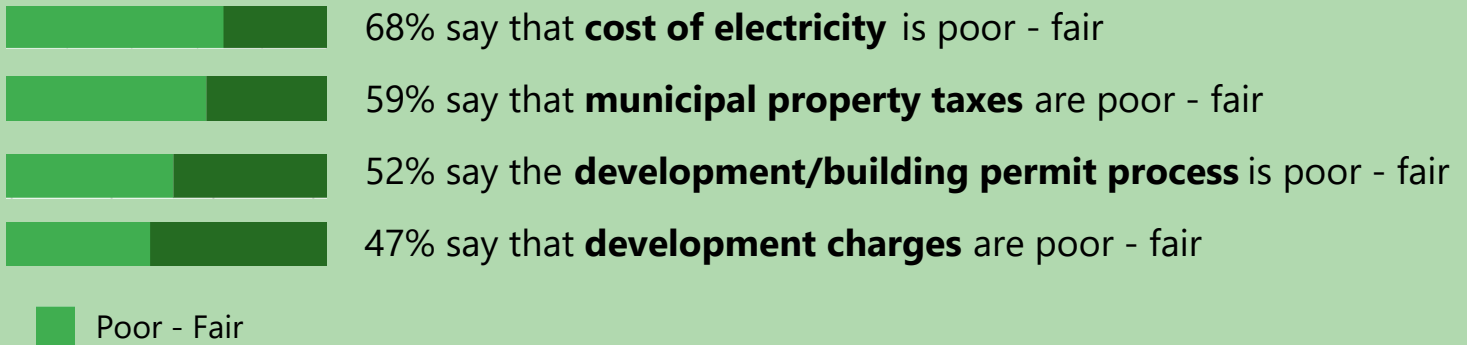 68% say that cost of electricity is poor - fair
59% say that municipal property taxes are poor - fair
52% say the development/building permit process is poor - fair
47% say that development charges are poor - fair
Poor - Fair